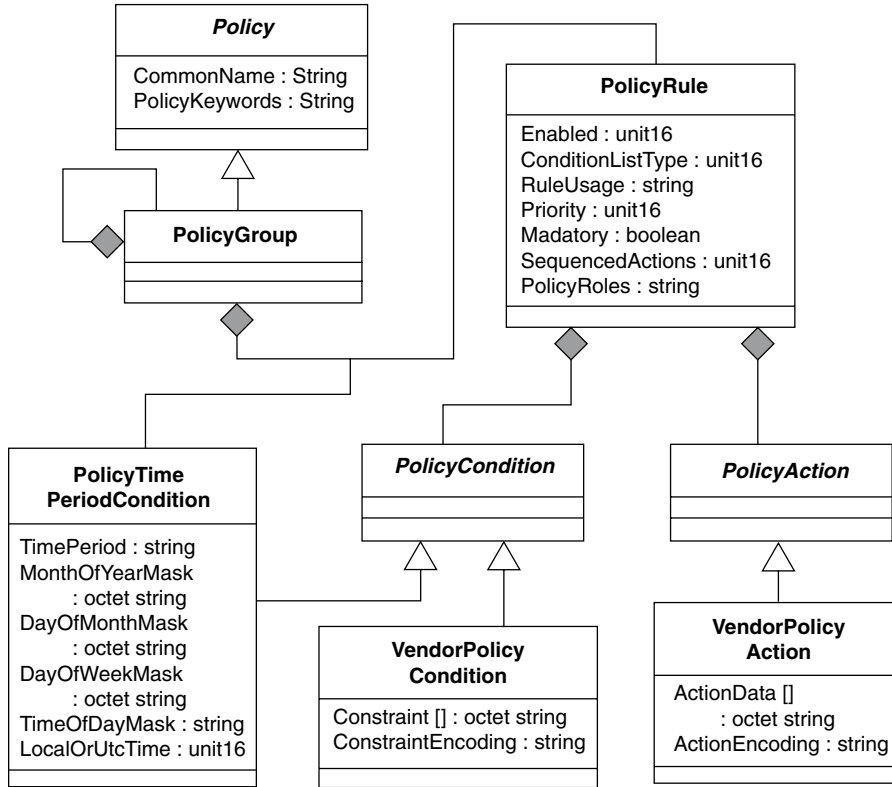 Policy
CommonName : String
PolicyKeywords : String
PolicyRule
Enabled : unit16
ConditionListType : unit16
RuleUsage : string
Priority : unit16
Madatory : boolean
SequencedActions : unit16
PolicyRoles : string
PolicyGroup
PolicyTime
PeriodCondition
TimePeriod : string
MonthOfYearMask
: octet string
DayOfMonthMask
: octet string
DayOfWeekMask
: octet string
TimeOfDayMask : string
LocalOrUtcTime : unit16
PolicyCondition
PolicyAction
VendorPolicy
Condition
Constraint [] : octet string
ConstraintEncoding : string
VendorPolicy
Action
ActionData []
: octet string
ActionEncoding : string